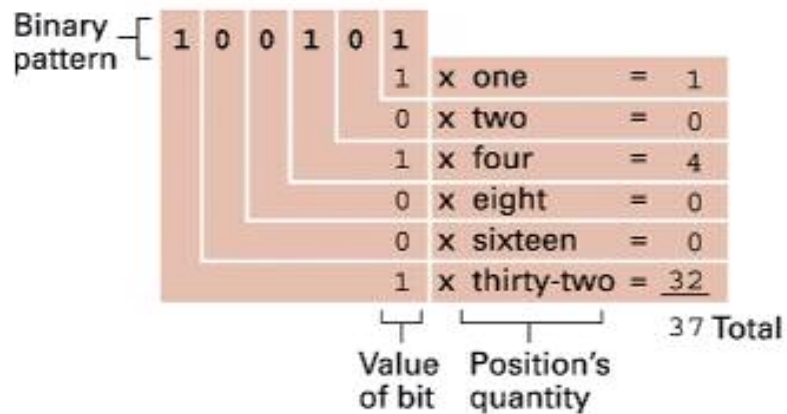 Binary
pattern
1 0 0 1 0 1
1 x one = 1
0 x two = 0
1 x four = 4
0 x eight = 0
0 x sixteen = 0
1 x thirty-two = 32
37 Total
Value
of bit
Position's
quantity